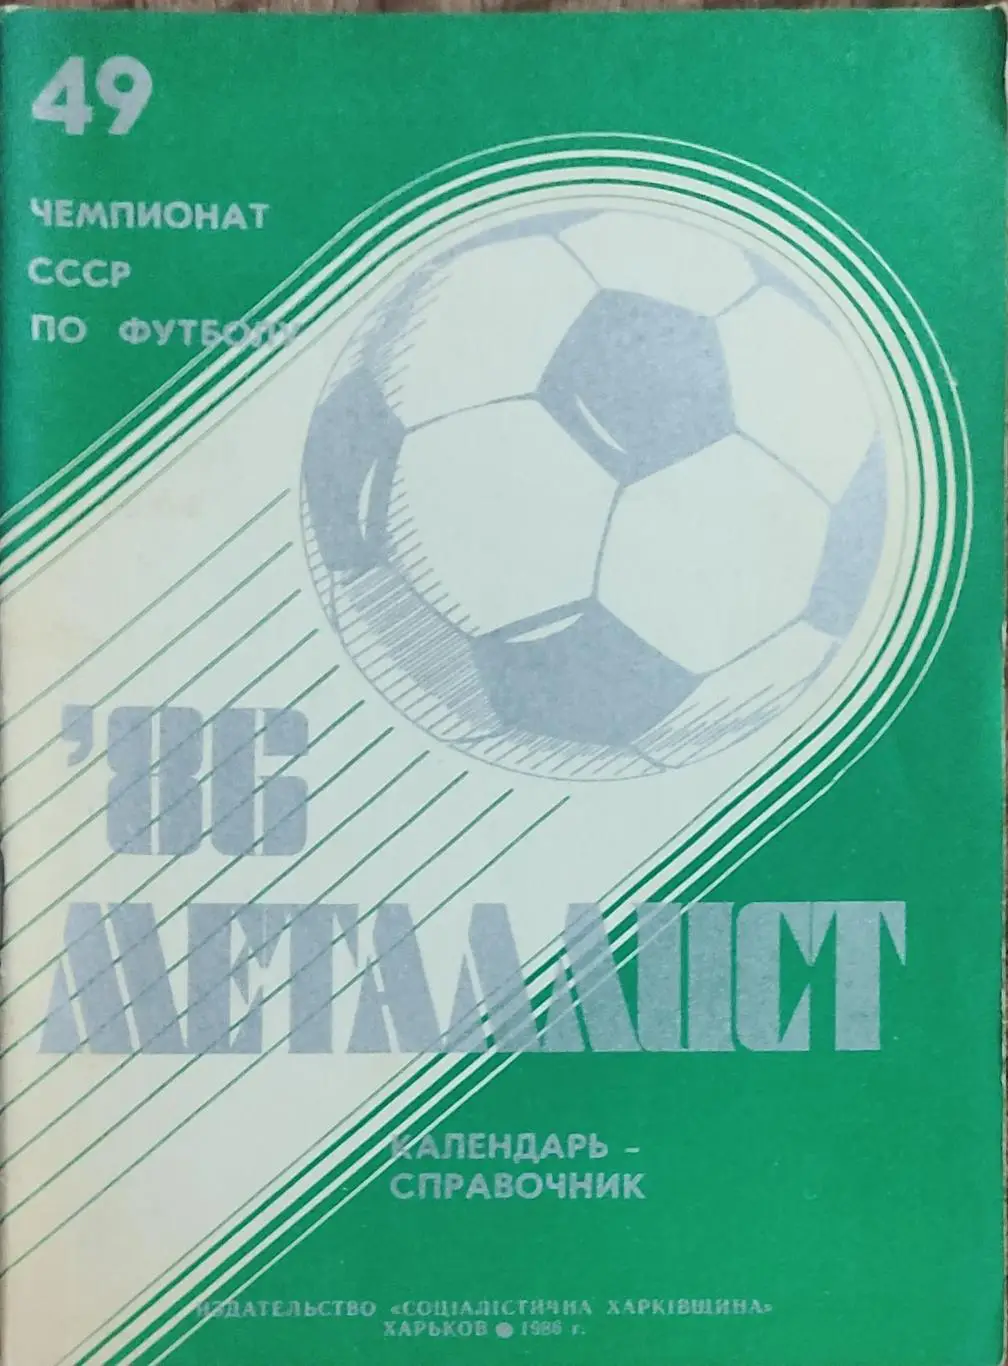 49
ЧЕМПИОНАТ
СССР
ПО ФУТБОЛУ
'86
МЕТАЛЛИСТ
КАЛЕНДАРЬ -
СПРАВОЧНИК
ИЗДАТЕЛЬСТВО «СОЦІАЛІСТИЧНА ХАРКІВЩИНА»
ХАРЬКОВ ● 1986 г.